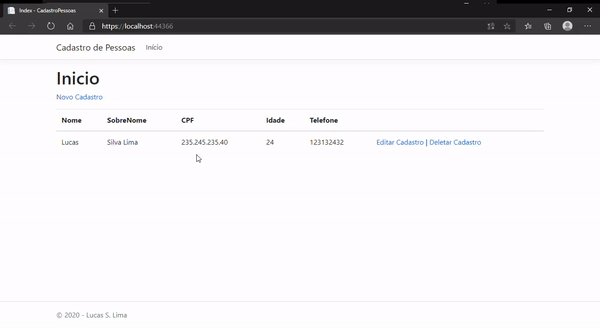 Index - CadastroPessoas
https://localhost:44366
Cadastro de Pessoas Início
Inicio
Novo Cadastro
Nome SobreNome CPF Idade Telefone
Lucas Silva Lima 235.245.235.40 24 123132432 Editar Cadastro | Deletar Cadastro
© 2020 - Lucas S. Lima